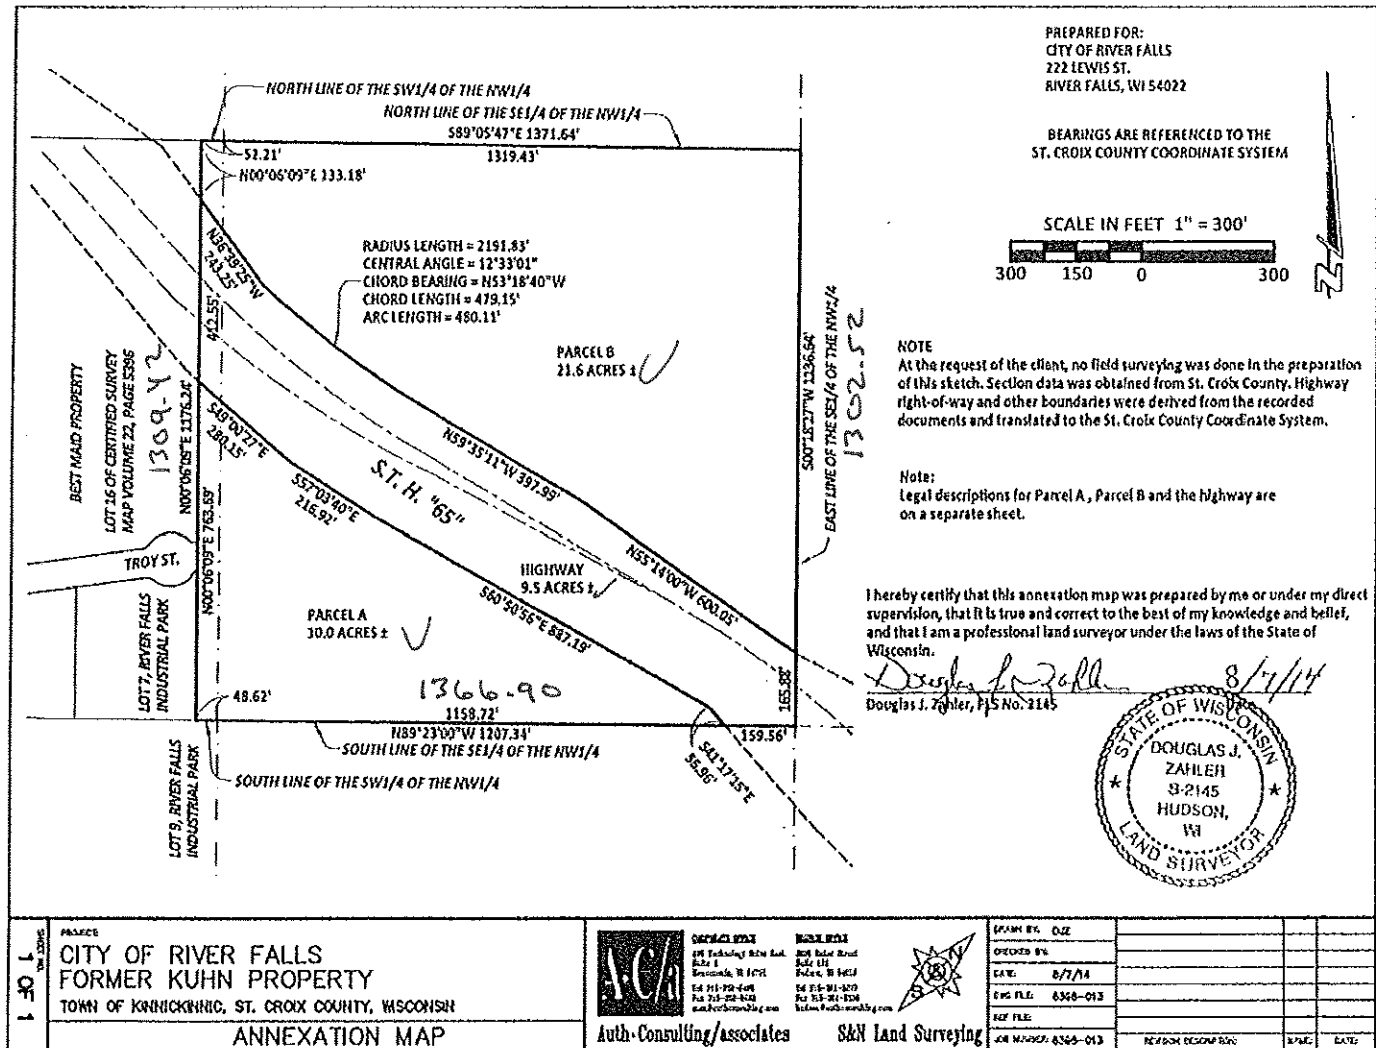 PREPARED FOR:
CITY OF RIVER FALLS
222 LEWIS ST.
RIVER FALLS, WI 54022
BEARINGS ARE REFERENCED TO THE
ST. CROIX COUNTY COORDINATE SYSTEM
SCALE IN FEET 1" = 300'
300 150 0 300
N
NORTH LINE OF THE SW1/4 OF THE NW1/4
NORTH LINE OF THE SE1/4 OF THE NW1/4
S89°05'47"E 1371.64'
52.21'
1319.43'
N00°06'09"E 133.18'
N36°39'25"W
243.25'
RADIUS LENGTH = 2191.83'
CENTRAL ANGLE = 12°33'01"
CHORD BEARING = N53°18'40"W
CHORD LENGTH = 479.15'
ARC LENGTH = 480.11'
412.55'
PARCEL B
21.6 ACRES ±
S00°18'27"W 1136.64'
EAST LINE OF THE SE1/4 OF THE NW1/4
1302.52
BEST MAID PROPERTY
LOT 16 OF CERTIFIED SURVEY
MAP VOLUME 22, PAGE 5396
1309.42
N00°06'09"E 1176.24'
N00°06'09"E 763.69'
S49°00'27"E
280.15'
S57°03'40"E
216.92'
N59°35'11"W 397.99'
S.T.H. "65"
N55°14'00"W 600.05'
HIGHWAY
9.5 ACRES ±
S60°50'56"E 887.19'
TROY ST.
PARCEL A
10.0 ACRES ±
LOT 7, RIVER FALLS
INDUSTRIAL PARK
48.62'
1366.90
1158.72'
N89°23'00"W 1207.34'
165.88'
159.56'
S41°17'15"E
56.96'
SOUTH LINE OF THE SE1/4 OF THE NW1/4
SOUTH LINE OF THE SW1/4 OF THE NW1/4
LOT 9, RIVER FALLS
INDUSTRIAL PARK
NOTE
At the request of the client, no field surveying was done in the preparation
of this sketch. Section data was obtained from St. Croix County. Highway
right-of-way and other boundaries were derived from the recorded
documents and translated to the St. Croix County Coordinate System.
Note:
Legal descriptions for Parcel A , Parcel B and the highway are
on a separate sheet.
I hereby certify that this annexation map was prepared by me or under my direct
supervision, that it is true and correct to the best of my knowledge and belief,
and that I am a professional land surveyor under the laws of the State of
Wisconsin.
Douglas J. Zahler 8/7/14
Douglas J. Zahler, PLS No. 2145
STATE OF WISCONSIN
DOUGLAS J.
ZAHLER
S-2145
HUDSON,
WI
LAND SURVEYOR
SHEET NO.
1 OF 1
PROJECT
CITY OF RIVER FALLS
FORMER KUHN PROPERTY
TOWN OF KINNICKINNIC, ST. CROIX COUNTY, WISCONSIN
ANNEXATION MAP
A·C/a
Auth·Consulting/associates
S&N Land Surveying
S & N
DRAWN BY: DJZ
CHECKED BY:
DATE: 8/7/14
DWG FILE: 8368-013
REF FILE:
JOB NUMBER: 8368-013
REVISION DESCRIPTION
DATE: